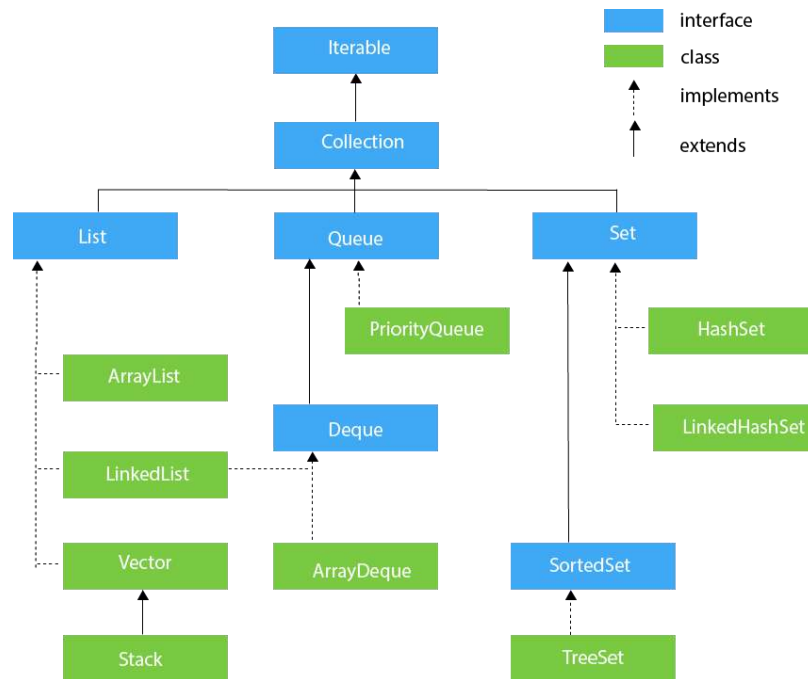 interface
Iterable
class
implements
Collection
extends
List
Queue
Set
PriorityQueue
HashSet
ArrayList
Deque
LinkedHashSet
LinkedList
Vector
ArrayDeque
SortedSet
Stack
TreeSet